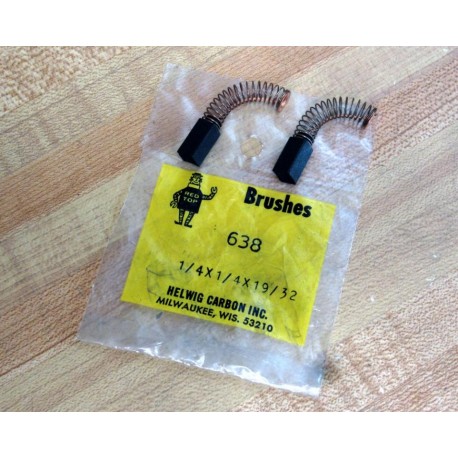 RED
TOP
Brushes
638
1/4X1/4X19/32
HELWIG CARBON INC.
MILWAUKEE, WIS. 53210